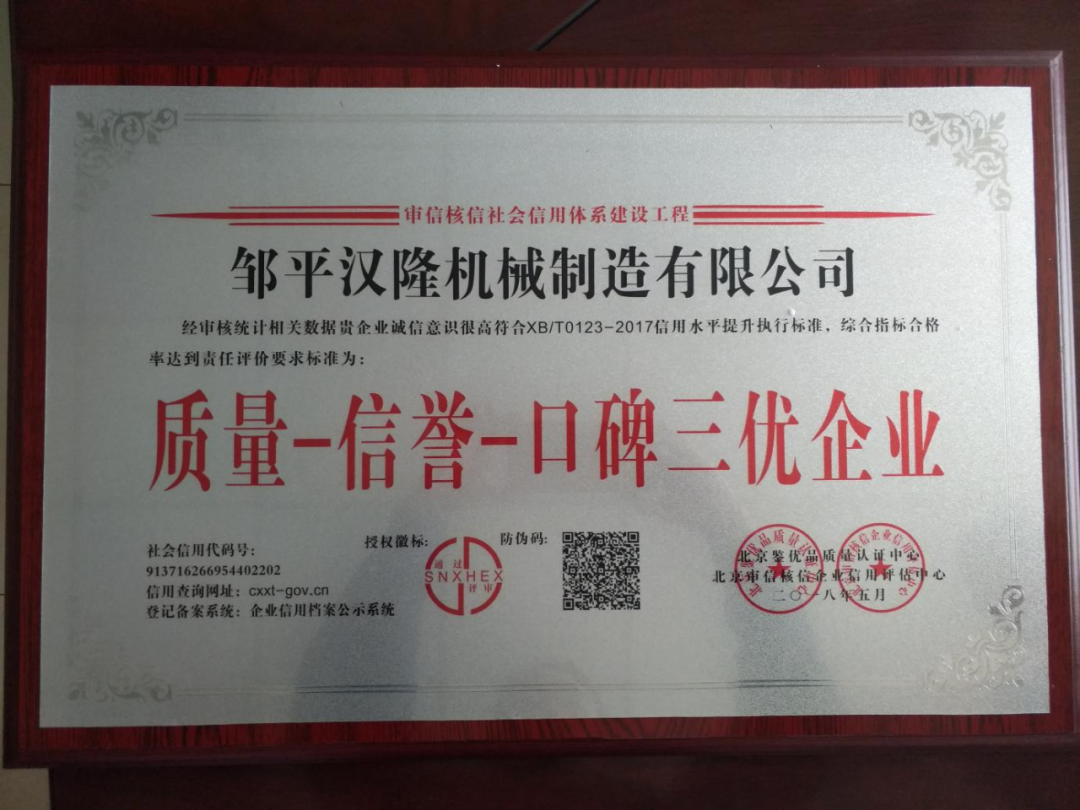 审信核信社会信用体系建设工程
邹平汉隆机械制造有限公司
经审核统计相关数据贵企业诚信意识很高符合XB/T0123-2017信用水平提升执行标准，综合指标合格
率达到责任评价要求标准为：
质量-信誉-口碑三优企业
社会信用代码号：
913716266954402202
信用查询网址：cxxt-gov.cn
登记备案系统：企业信用档案公示系统
授权徽标：
通过
SNXHEX
评审
防伪码：
北京鉴优品质量认证中心
北京审信核信企业信用评估中心
二〇一八年五月